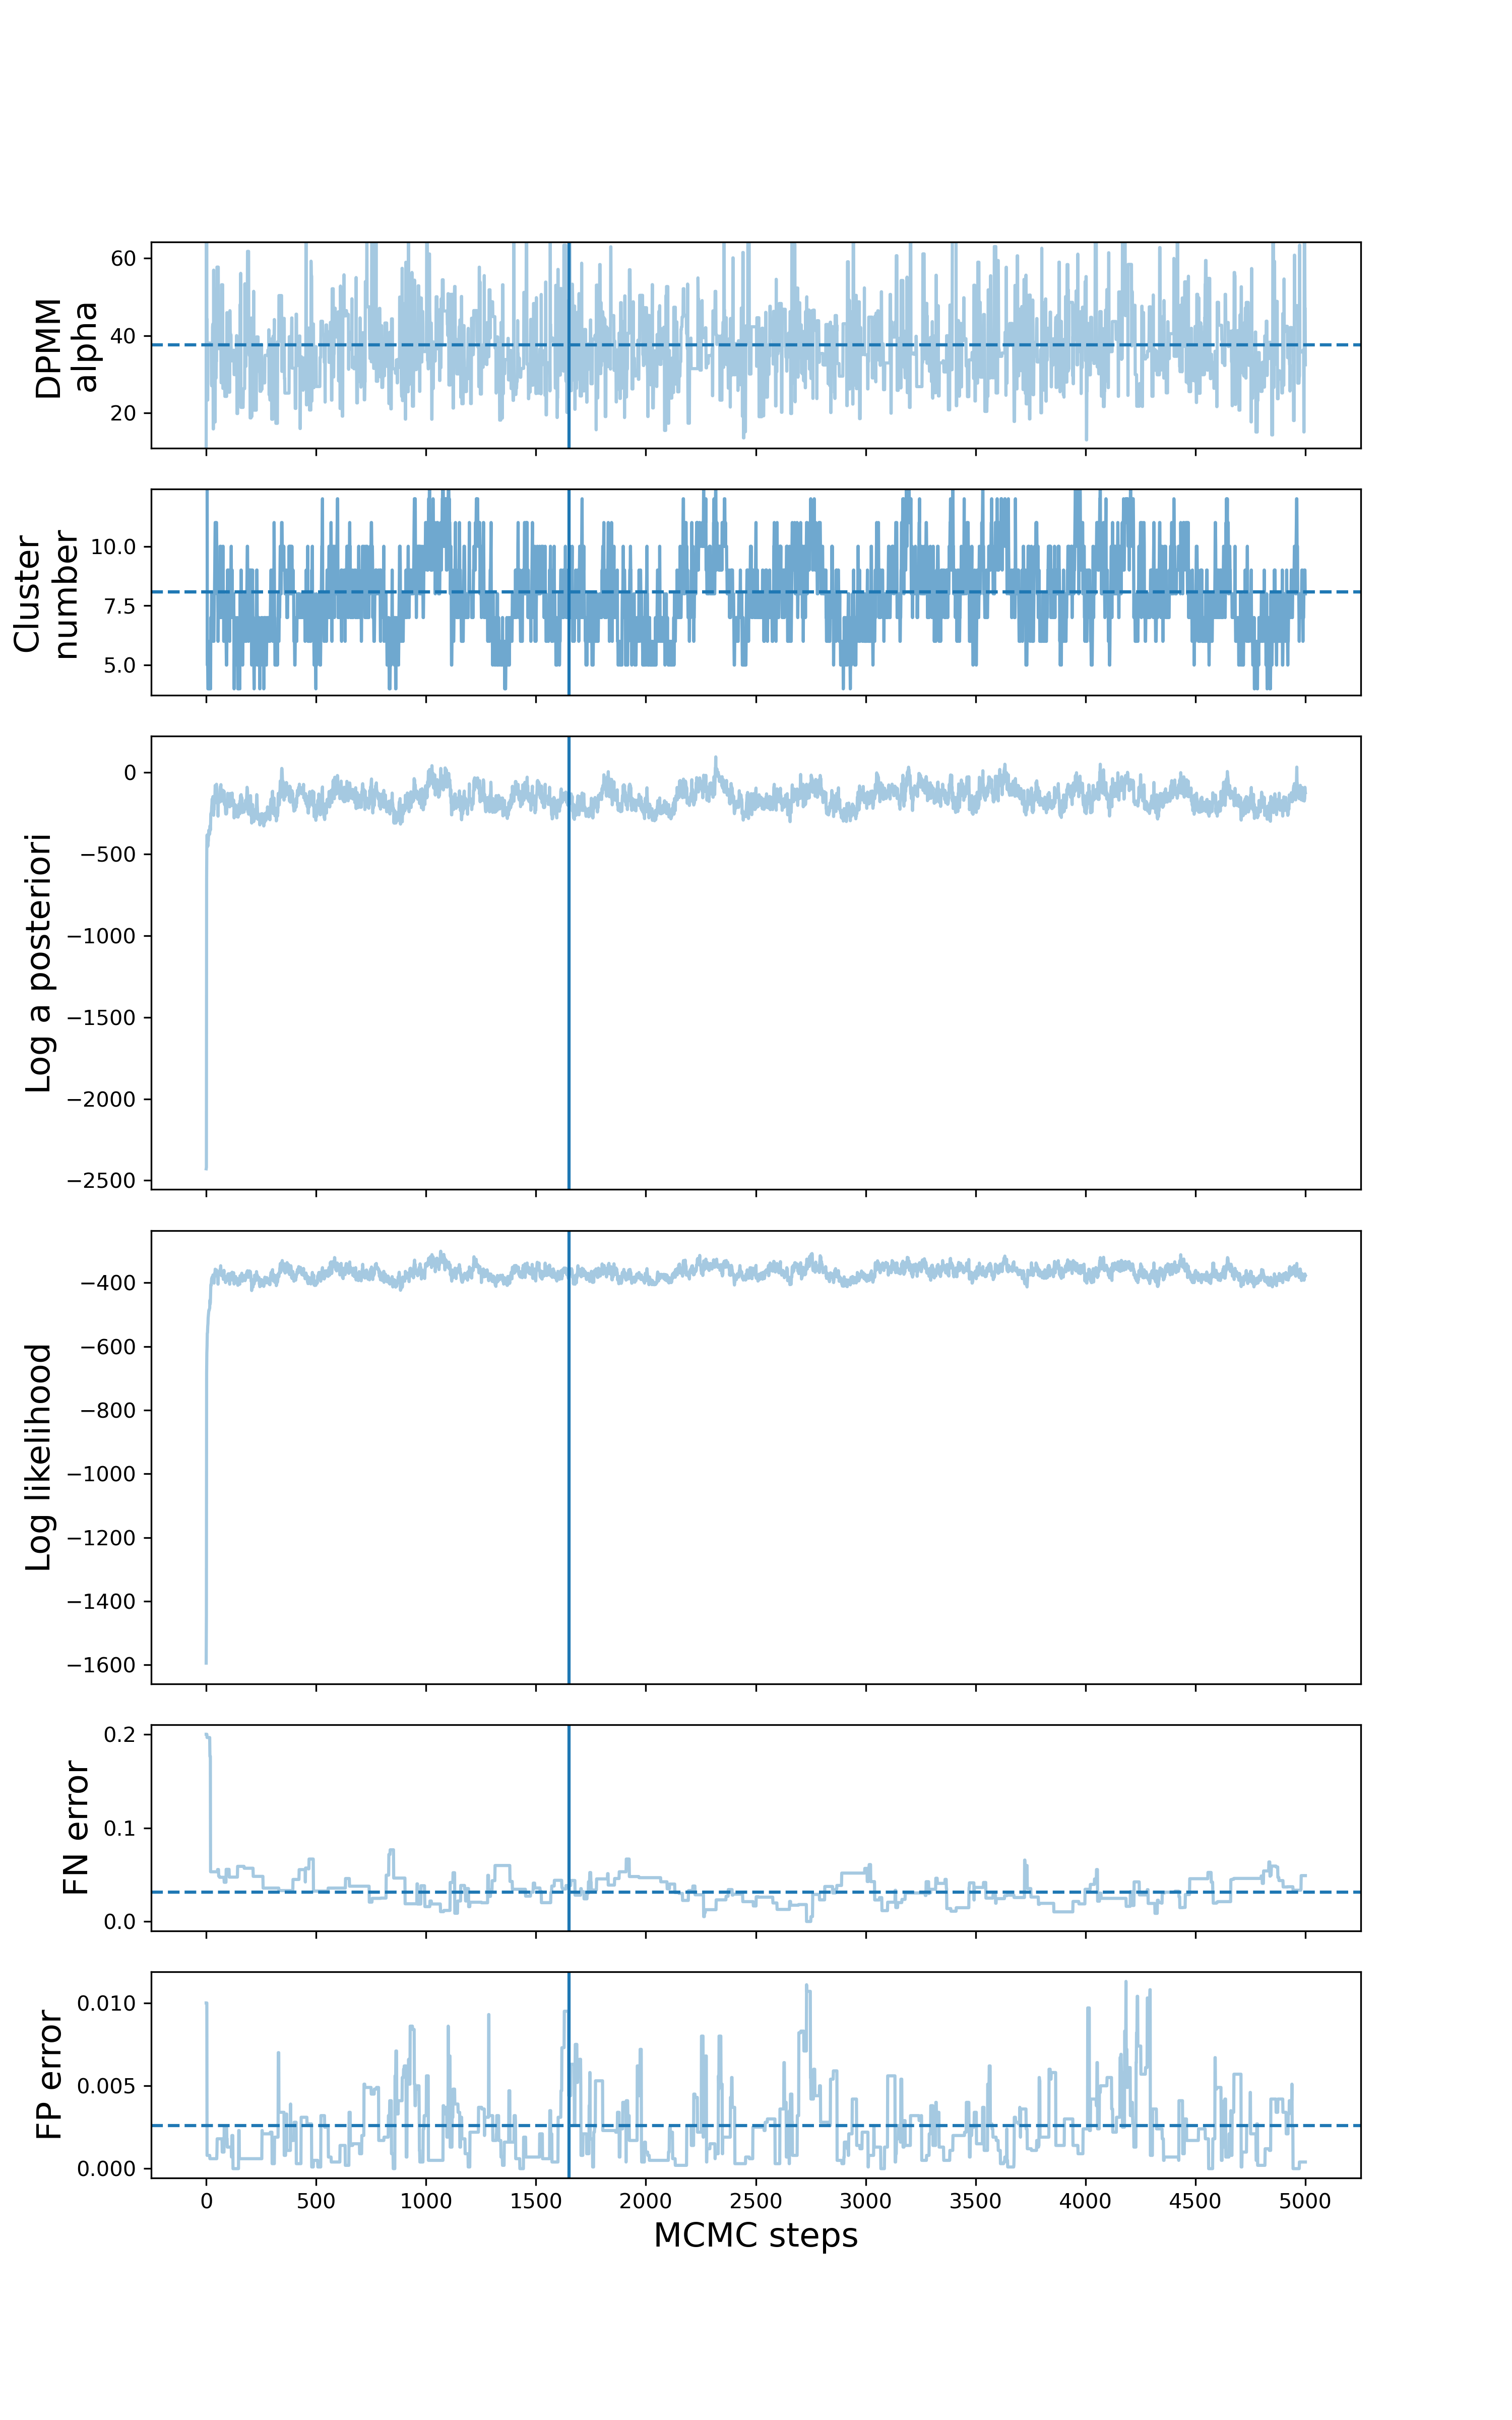 DPMM
alpha
60
40
20
Cluster
number
10.0
7.5
5.0
Log a posteriori
0
−500
−1000
−1500
−2000
−2500
Log likelihood
−400
−600
−800
−1000
−1200
−1400
−1600
FN error
0.2
0.1
0.0
FP error
0.010
0.005
0.000
0 500 1000 1500 2000 2500 3000 3500 4000 4500 5000
MCMC steps